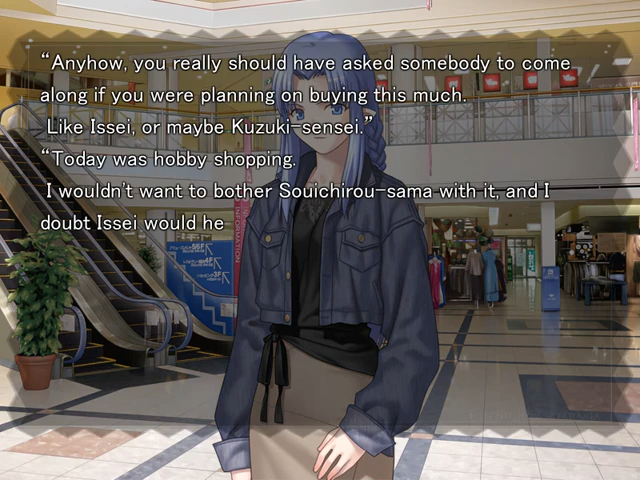 “Anyhow, you really should have asked somebody to come
along if you were planning on buying this much.
Like Issei, or maybe Kuzuki-sensei.”
“Today was hobby shopping.
I wouldn't want to bother Souichirou-sama with it, and I
doubt Issei would he
INFORMATION